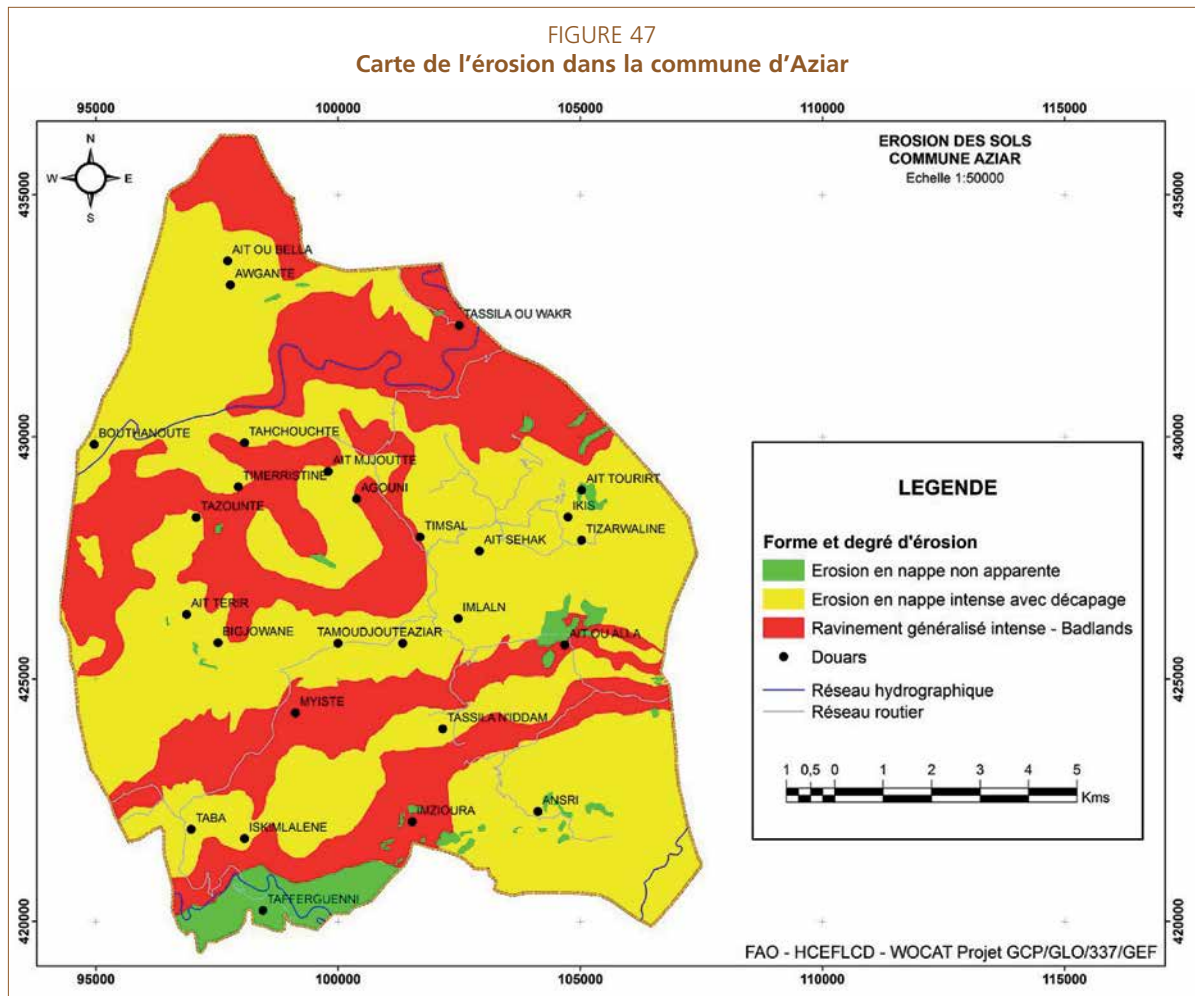 FIGURE 47
Carte de l'érosion dans la commune d'Aziar
95000 100000 105000 110000 115000
N
W E
S
EROSION DES SOLS
COMMUNE AZIAR
Echelle 1:50000
435000 435000
AIT OU BELLA
AWGANTE
TASSILA OU WAKR
430000 430000
BOUTHANOUTE
TAHCHOUCHTE
AIT MJJOUTTE
TIMERRISTINE
AGOUNI
AIT TOURIRT
TAZOUNTE
IKIS
TIMSAL
AIT SEHAK
TIZARWALINE
AIT TERIR
IMLALN
BIGJOWANE
TAMOUDJOUTEAZIAR
AIT OU ALLA
425000 425000
MYISTE
TASSILA N'IDDAM
TABA
ISKIMLALENE
IMZIOURA
ANSRI
TAFFERGUENNI
420000 420000
LEGENDE
Forme et degré d'érosion
Erosion en nappe non apparente
Erosion en nappe intense avec décapage
Ravinement généralisé intense - Badlands
Douars
Réseau hydrographique
Réseau routier
1 0,5 0 1 2 3 4 5
Kms
FAO - HCEFLCD - WOCAT Projet GCP/GLO/337/GEF
95000 100000 105000 110000 115000